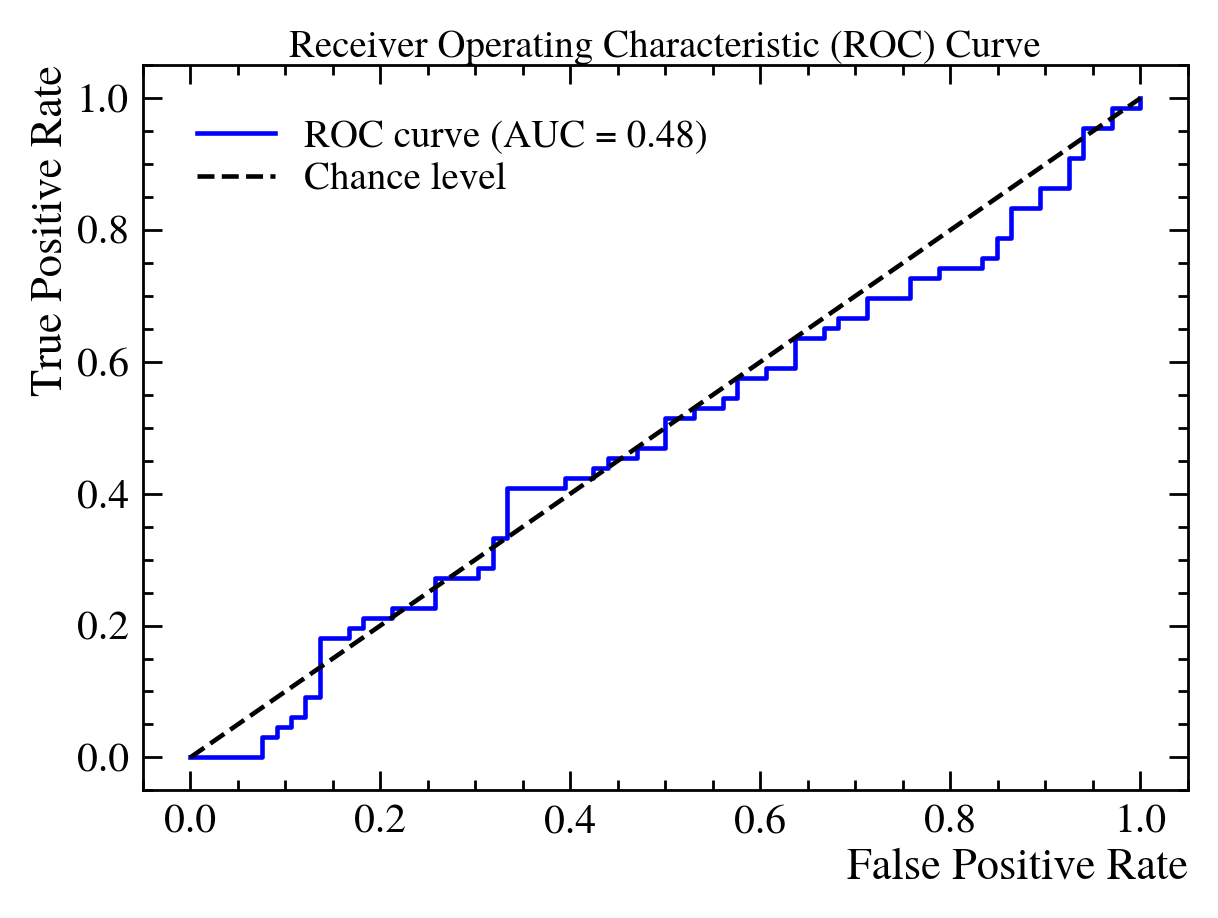 Receiver Operating Characteristic (ROC) Curve
True Positive Rate
1.0
0.8
0.6
0.4
0.2
0.0
ROC curve (AUC = 0.48)
Chance level
0.0 0.2 0.4 0.6 0.8 1.0
False Positive Rate